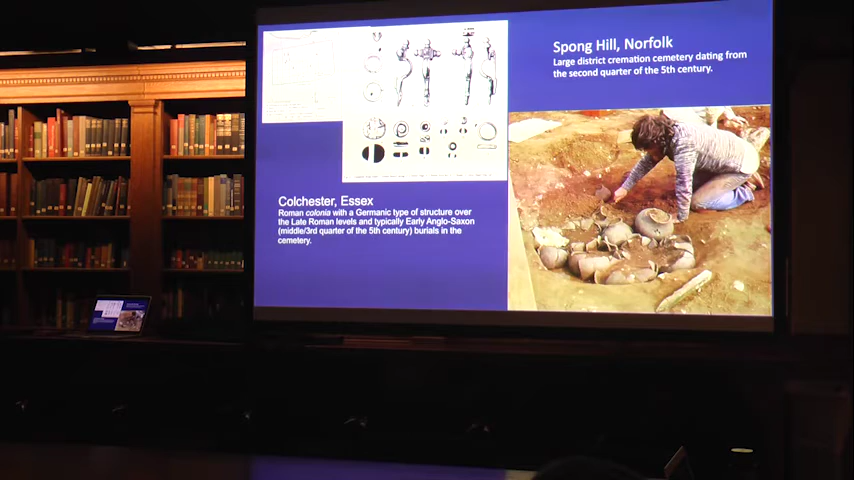 Spong Hill, Norfolk
Large district cremation cemetery dating from
the second quarter of the 5th century.
Colchester, Essex
Roman colonia with a Germanic type of structure over
the Late Roman levels and typically Early Anglo-Saxon
(middle/3rd quarter of the 5th century) burials in the
cemetery.